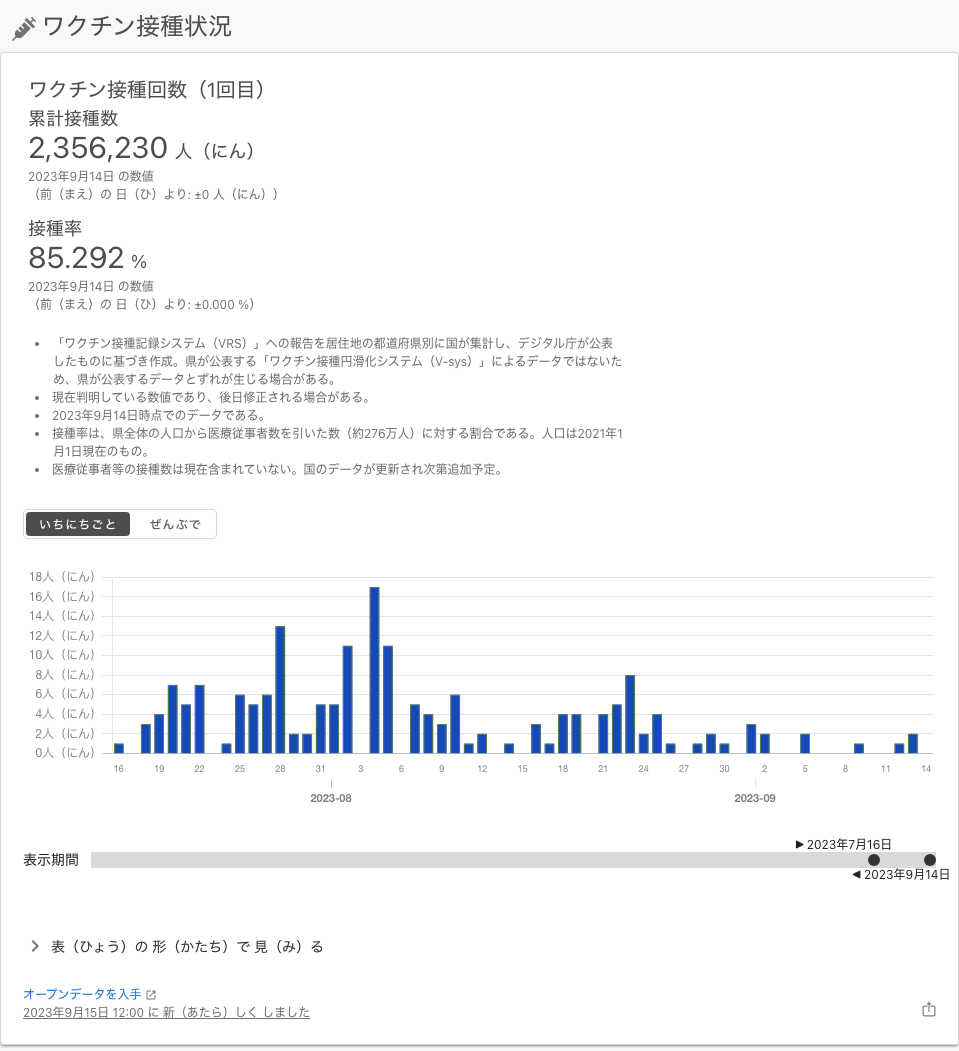 ワクチン接種状況
ワクチン接種回数（1回目）
累計接種数
2,356,230 人（にん）
2023年9月14日 の数値
（前（まえ）の 日（ひ）より: ±0 人（にん））
接種率
85.292 %
2023年9月14日 の数値
（前（まえ）の 日（ひ）より: ±0.000 %）
• 「ワクチン接種記録システム（VRS）」への報告を居住地の都道府県別に国が集計し、デジタル庁が公表
したものに基づき作成。県が公表する「ワクチン接種円滑化システム（V-sys）」によるデータではないた
め、県が公表するデータとずれが生じる場合がある。
• 現在判明している数値であり、後日修正される場合がある。
• 2023年9月14日時点でのデータである。
• 接種率は、県全体の人口から医療従事者数を引いた数（約276万人）に対する割合である。人口は2021年1
月1日現在のもの。
• 医療従事者等の接種数は現在含まれていない。国のデータが更新され次第追加予定。
いちにちごと ぜんぶで
18人（にん）
16人（にん）
14人（にん）
12人（にん）
10人（にん）
8人（にん）
6人（にん）
4人（にん）
2人（にん）
0人（にん）
16 19 22 25 28 31 3 6 9 12 15 18 21 24 27 30 2 5 8 11 14
2023-08 2023-09
▶ 2023年7月16日
表示期間
◀ 2023年9月14日
表（ひょう）の 形（かたち）で 見（み）る
オープンデータを入手
2023年9月15日 12:00 に 新（あたら）しく しました